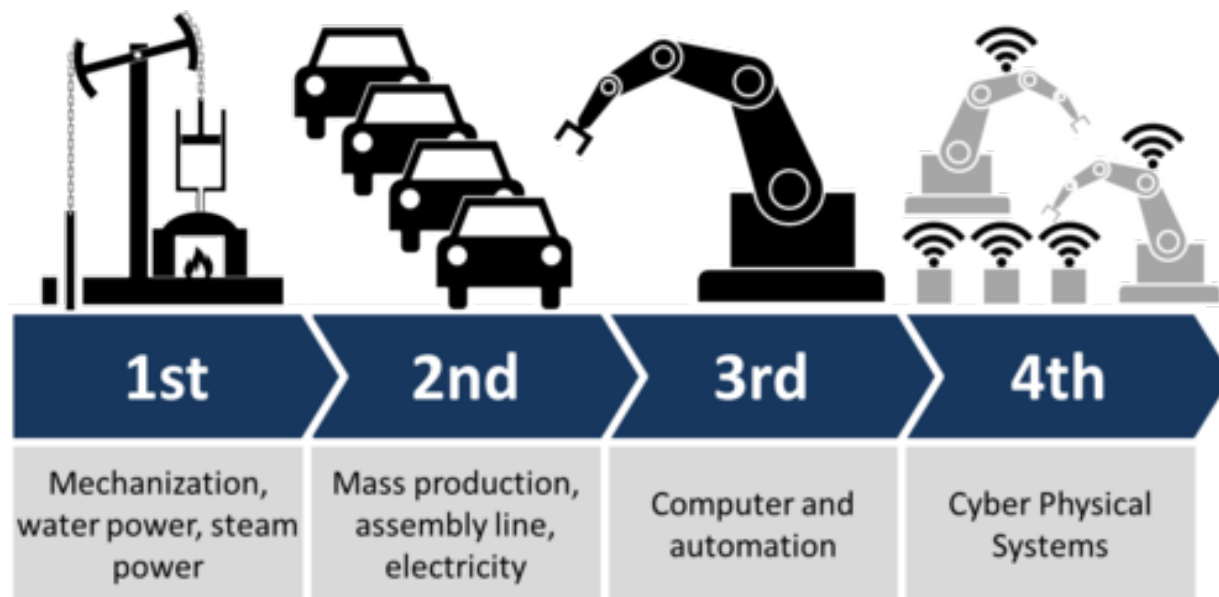 1st
2nd
3rd
4th
Mechanization,
water power, steam
power
Mass production,
assembly line,
electricity
Computer and
automation
Cyber Physical
Systems